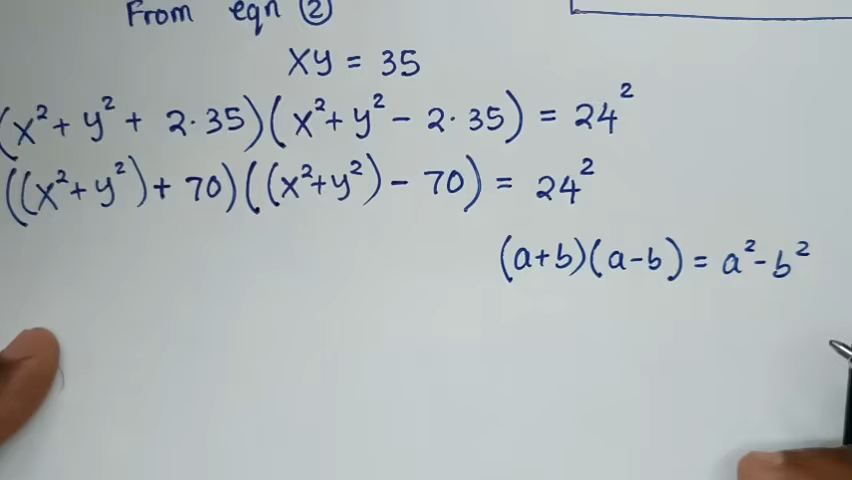 From eqn ②
xy = 35
(x² + y² + 2·35)(x² + y² - 2·35) = 24²
((x² + y²) + 70)((x² + y²) - 70) = 24²
(a+b)(a-b) = a² - b²